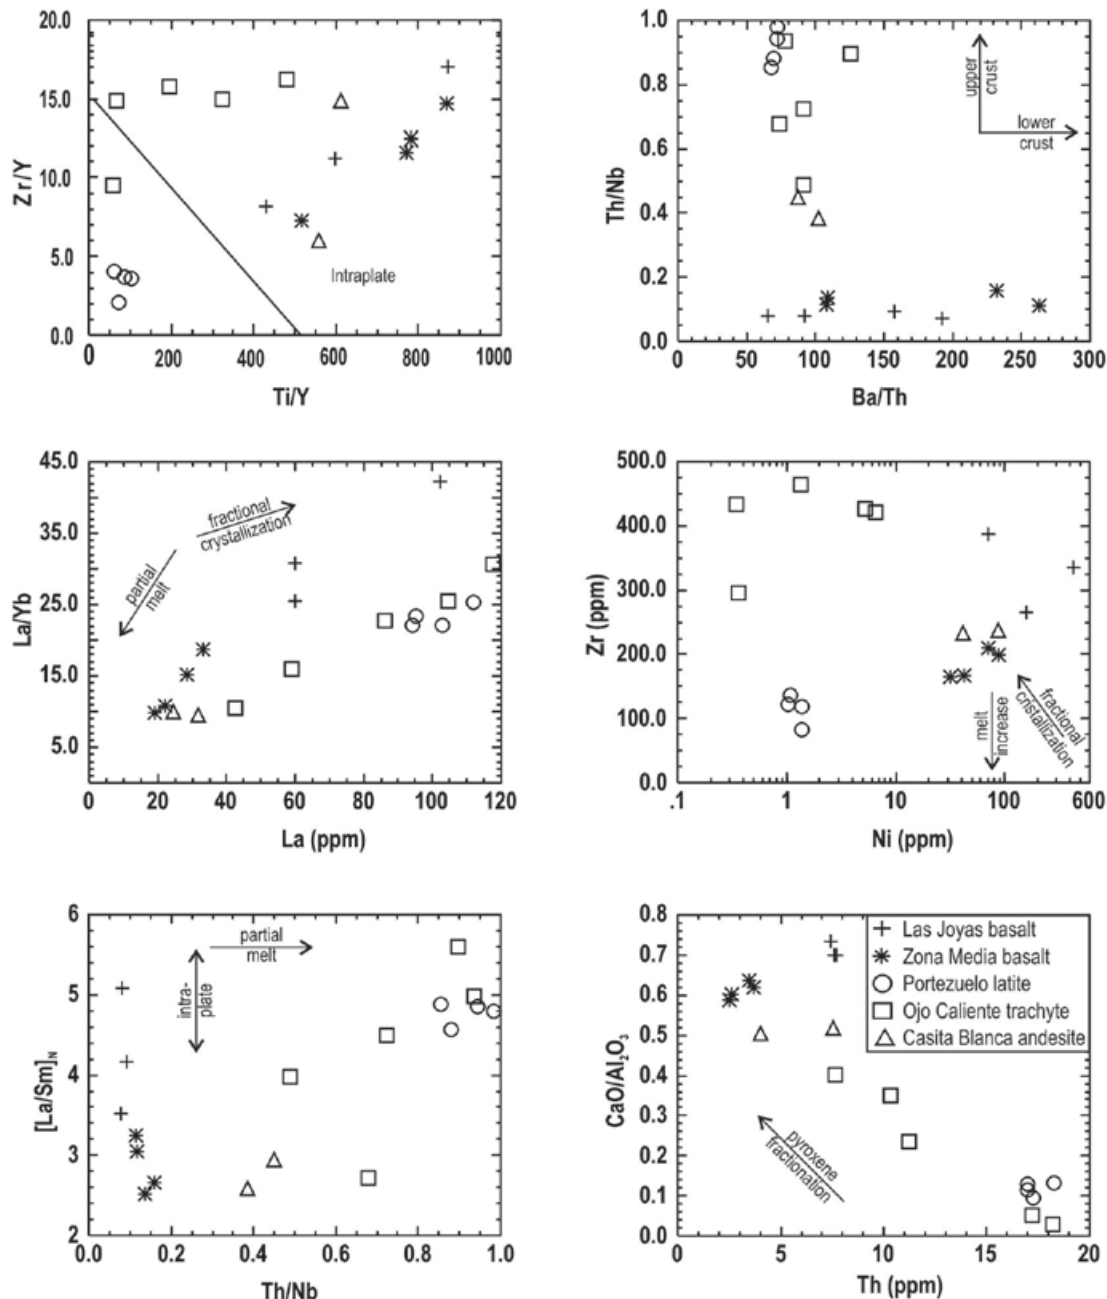 20.0
15.0
10.0
5.0
0.0
Zr/Y
Intraplate
0 200 400 600 800 1000
Ti/Y
1.0
0.8
0.6
0.4
0.2
0.0
Th/Nb
upper
crust
lower
crust
0 50 100 150 200 250 300
Ba/Th
45.0
35.0
25.0
15.0
5.0
La/Yb
fractional
crystallization
partial
melt
0 20 40 60 80 100 120
La (ppm)
500.0
400.0
300.0
200.0
100.0
0.0
Zr (ppm)
melt
increase
fractional
cristallization
.1 1 10 100 600
Ni (ppm)
6
5
4
3
2
[La/Sm]N
partial
melt
intra-
plate
0.0 0.2 0.4 0.6 0.8 1.0
Th/Nb
0.8
0.7
0.6
0.5
0.4
0.3
0.2
0.1
0.0
CaO/Al2O3
Las Joyas basalt
Zona Media basalt
Portezuelo latite
Ojo Caliente trachyte
Casita Blanca andesite
pyroxene
fractionation
0 5 10 15 20
Th (ppm)